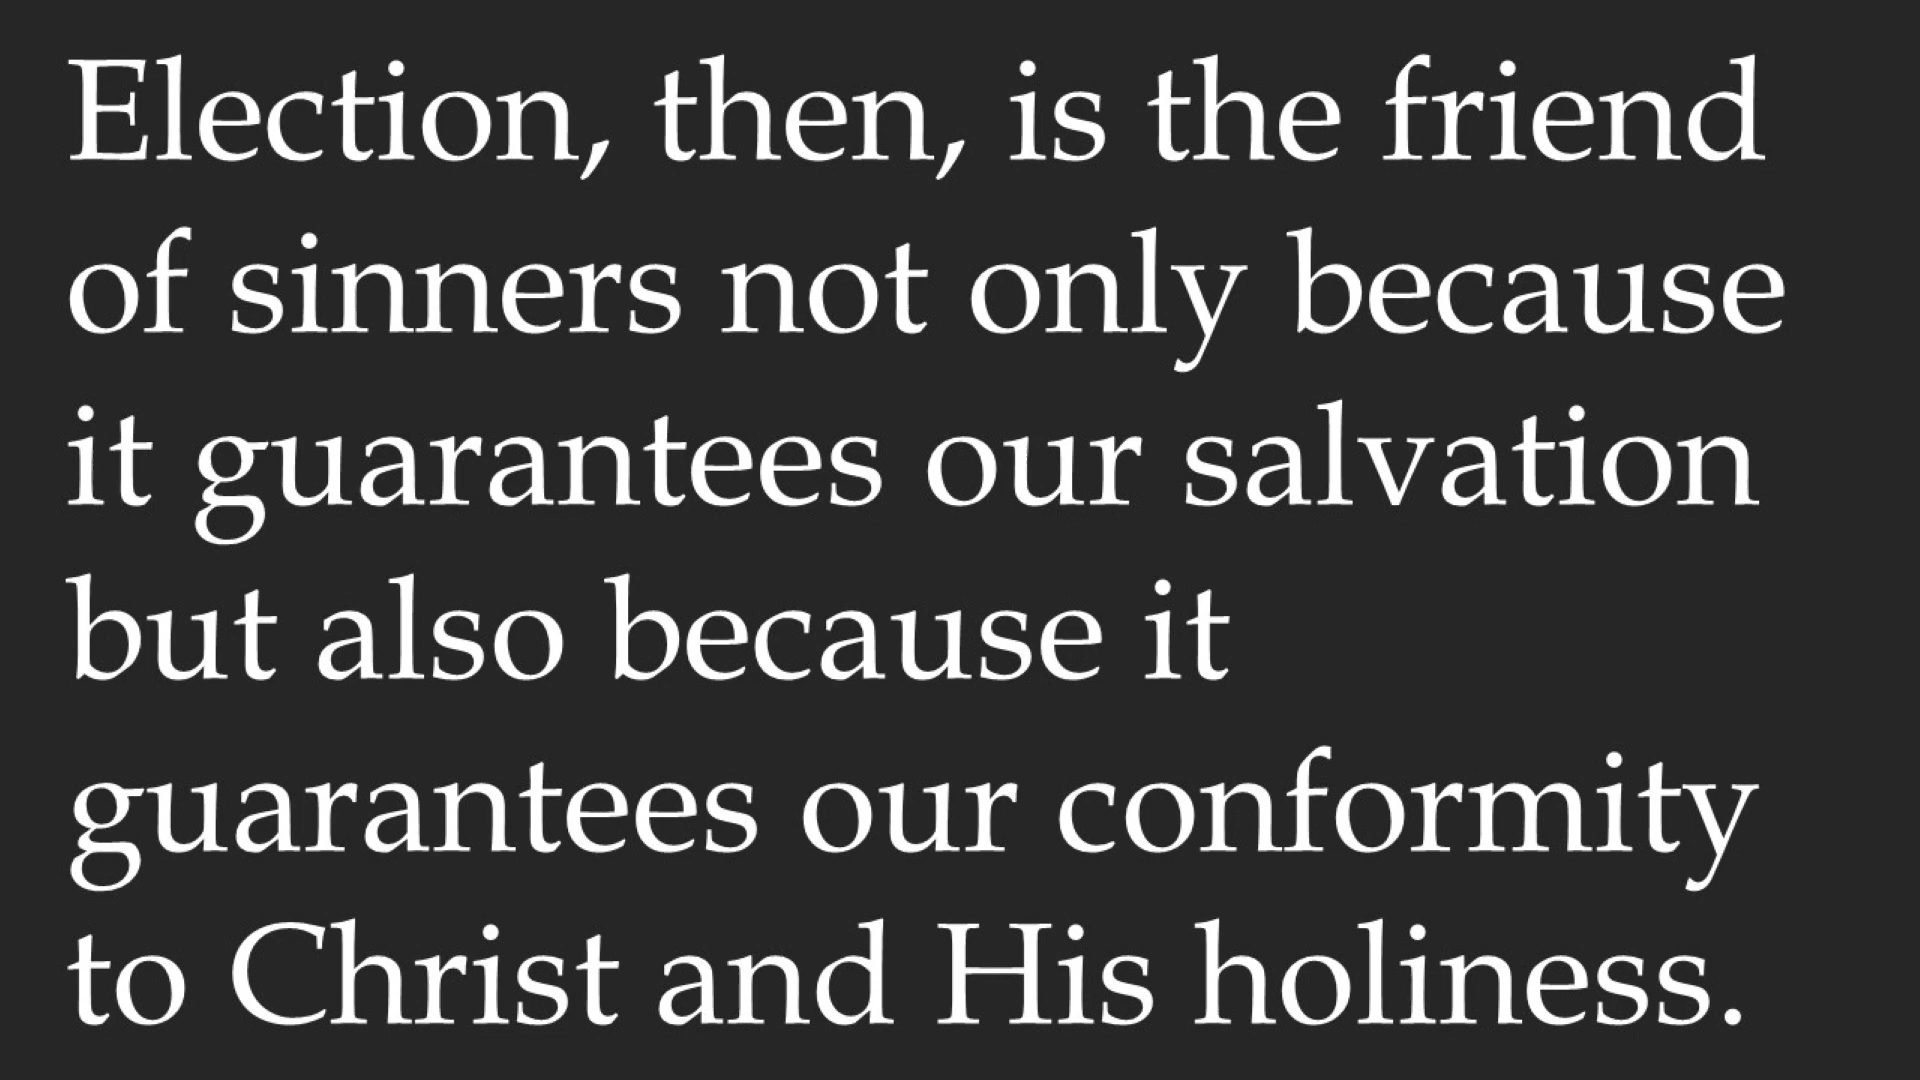 Election, then, is the friend
of sinners not only because
it guarantees our salvation
but also because it
guarantees our conformity
to Christ and His holiness.